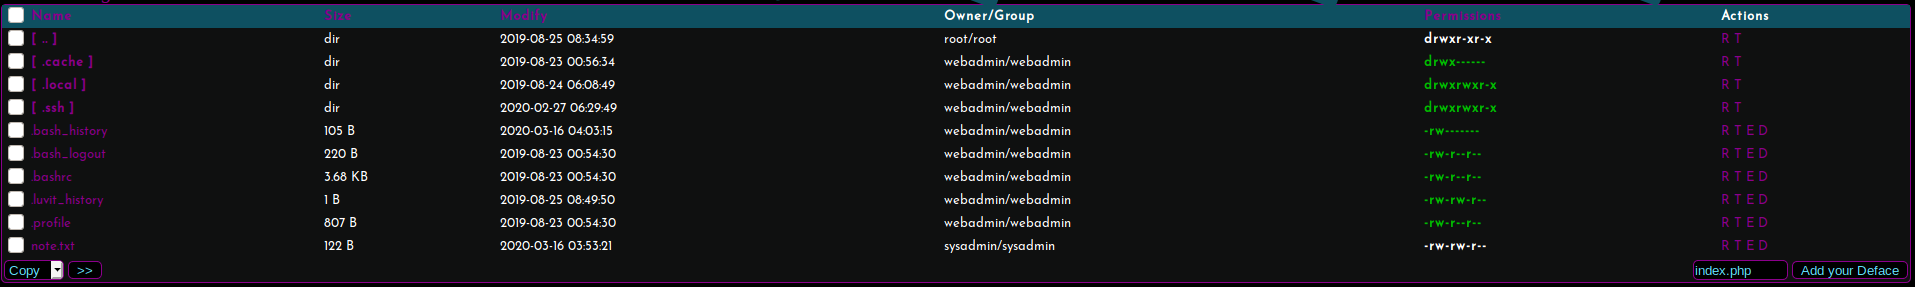 Name Size Modify Owner/Group Permissions Actions
[ .. ] dir 2019-08-25 08:34:59 root/root drwxr-xr-x R T
[ .cache ] dir 2019-08-23 00:56:34 webadmin/webadmin drwx------ R T
[ .local ] dir 2019-08-24 06:08:49 webadmin/webadmin drwxrwxr-x R T
[ .ssh ] dir 2020-02-27 06:29:49 webadmin/webadmin drwxrwxr-x R T
.bash_history 105 B 2020-03-16 04:03:15 webadmin/webadmin -rw------- R T E D
.bash_logout 220 B 2019-08-23 00:54:30 webadmin/webadmin -rw-r--r-- R T E D
.bashrc 3.68 KB 2019-08-23 00:54:30 webadmin/webadmin -rw-r--r-- R T E D
.luvit_history 1 B 2019-08-25 08:49:50 webadmin/webadmin -rw-rw-r-- R T E D
.profile 807 B 2019-08-23 00:54:30 webadmin/webadmin -rw-r--r-- R T E D
note.txt 122 B 2020-03-16 03:53:21 sysadmin/sysadmin -rw-rw-r-- R T E D
Copy >> index.php Add your Deface